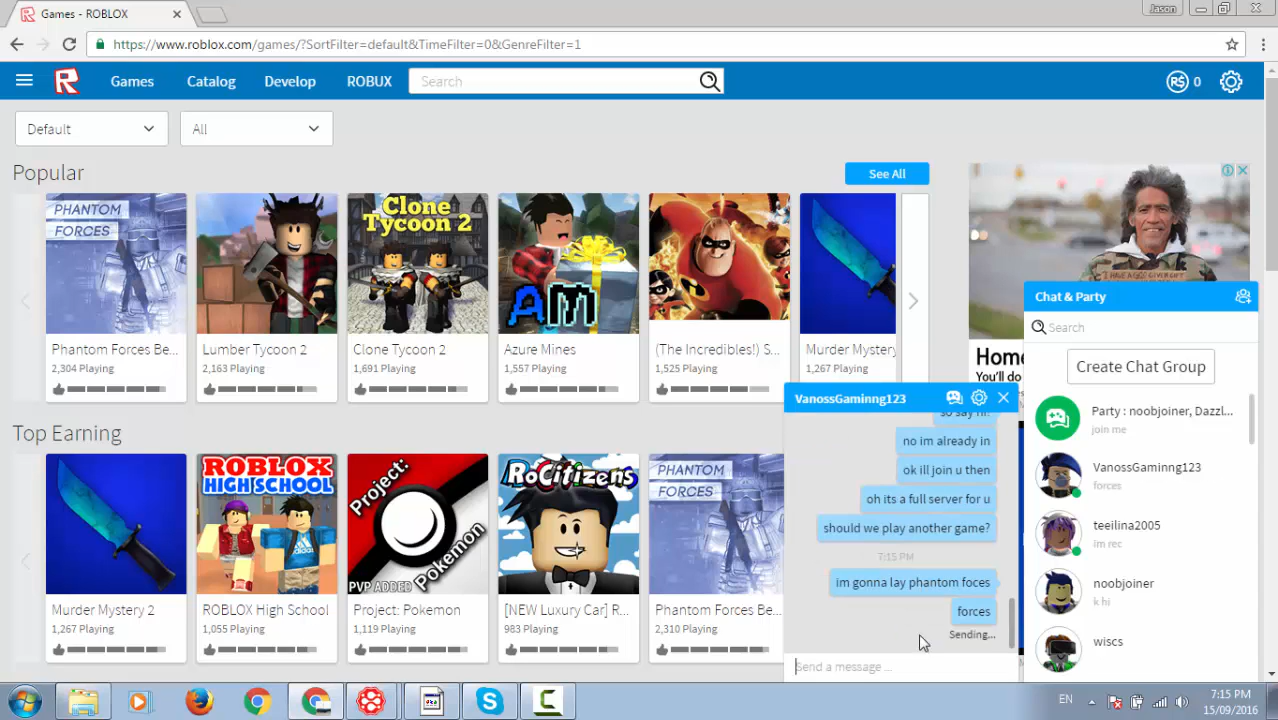 Games - ROBLOX
Jason
https://www.roblox.com/games/?SortFilter=default&TimeFilter=0&GenreFilter=1
Games Catalog Develop ROBUX Search R$ 0
Default All
Popular See All
PHANTOM FORCES
Clone Tycoon 2
AM
Phantom Forces Be... Lumber Tycoon 2 Clone Tycoon 2 Azure Mines (The Incredibles!) S... Murder Mystery
2,304 Playing 2,163 Playing 1,691 Playing 1,557 Playing 1,525 Playing 1,267 Playing
Top Earning
ROBLOX HIGH SCHOOL
Project: PVP ADDED Pokemon
RoCitizens
PHANTOM FORCES
Murder Mystery 2 ROBLOX High School Project: Pokemon [NEW Luxury Car] R... Phantom Forces Be...
1,267 Playing 1,055 Playing 1,119 Playing 983 Playing 2,310 Playing
Hom
You'll do
VanossGaminng123
so say hi!
no im already in
ok ill join u then
oh its a full server for u
should we play another game?
7:15 PM
im gonna lay phantom foces
forces
Sending...
Send a message ...
Chat & Party
Search
Create Chat Group
Party : noobjoiner, Dazzl...
join me
VanossGaminng123
forces
teeilina2005
Im rec
noobjoiner
k hi
wiscs
EN
7:15 PM
15/09/2016